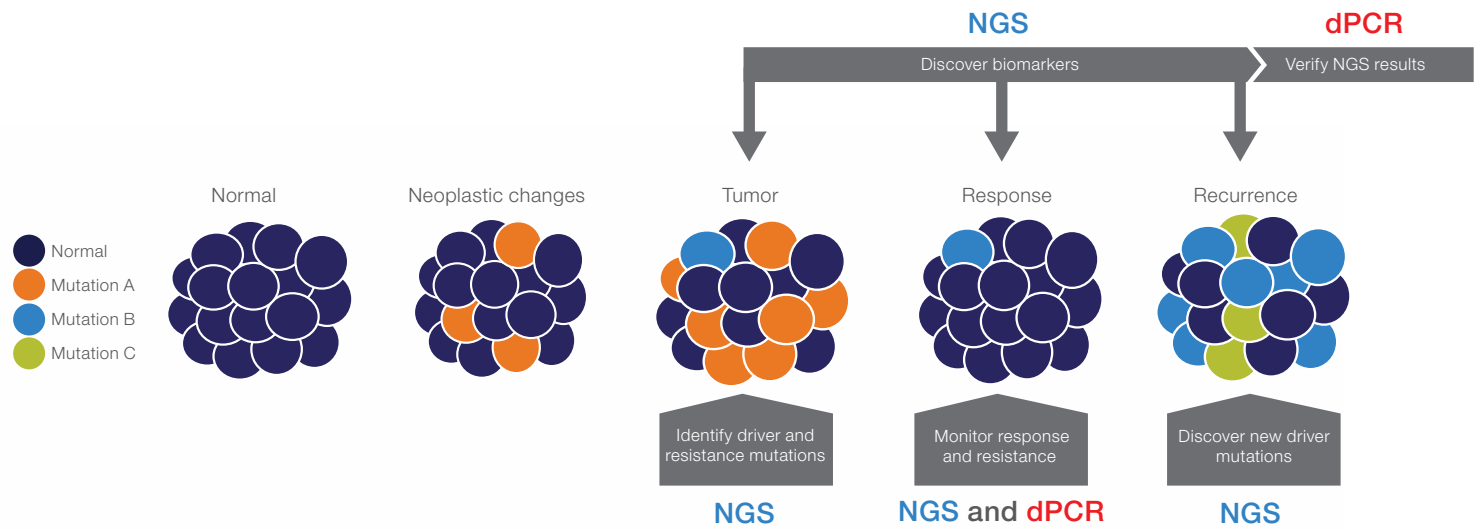 NGS
dPCR
Discover biomarkers
Verify NGS results
Normal
Neoplastic changes
Tumor
Response
Recurrence
Normal
Mutation A
Mutation B
Mutation C
Identify driver and
resistance mutations
Monitor response
and resistance
Discover new driver
mutations
NGS
NGS and dPCR
NGS